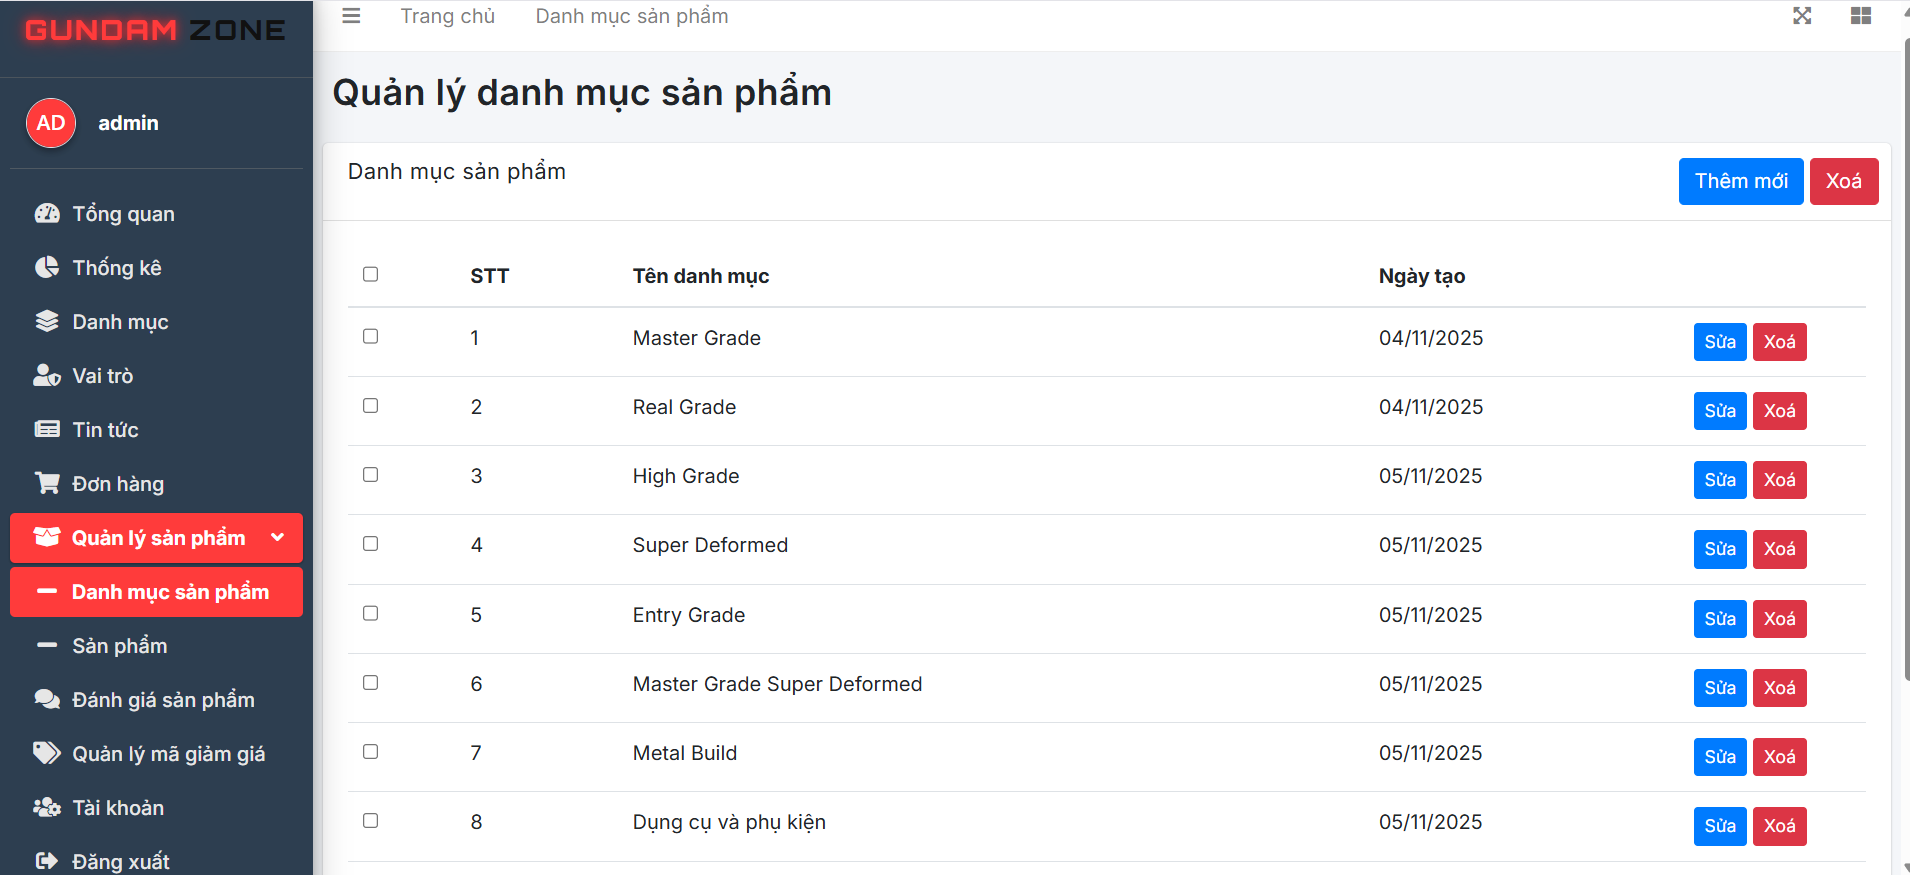 GUNDAM ZONE
Trang chủ
Danh mục sản phẩm
AD
admin
Tổng quan
Thống kê
Danh mục
Vai trò
Tin tức
Đơn hàng
Quản lý sản phẩm
Danh mục sản phẩm
Sản phẩm
Đánh giá sản phẩm
Quản lý mã giảm giá
Tài khoản
Đăng xuất
Quản lý danh mục sản phẩm
Danh mục sản phẩm
Thêm mới Xoá
STT Tên danh mục Ngày tạo
1 Master Grade 04/11/2025 Sửa Xoá
2 Real Grade 04/11/2025 Sửa Xoá
3 High Grade 05/11/2025 Sửa Xoá
4 Super Deformed 05/11/2025 Sửa Xoá
5 Entry Grade 05/11/2025 Sửa Xoá
6 Master Grade Super Deformed 05/11/2025 Sửa Xoá
7 Metal Build 05/11/2025 Sửa Xoá
8 Dụng cụ và phụ kiện 05/11/2025 Sửa Xoá